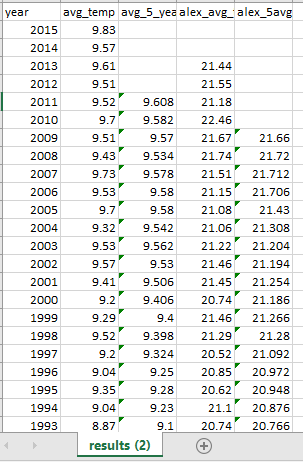 year avg_temp avg_5_yea alex_avg_ alex_5avg
2015 9.83
2014 9.57
2013 9.61 21.44
2012 9.51 21.55
2011 9.52 9.608 21.18
2010 9.7 9.582 22.46
2009 9.51 9.57 21.67 21.66
2008 9.43 9.534 21.74 21.72
2007 9.73 9.578 21.51 21.712
2006 9.53 9.58 21.15 21.706
2005 9.7 9.58 21.08 21.43
2004 9.32 9.542 21.06 21.308
2003 9.53 9.562 21.22 21.204
2002 9.57 9.53 21.46 21.194
2001 9.41 9.506 21.45 21.254
2000 9.2 9.406 20.74 21.186
1999 9.29 9.4 21.46 21.266
1998 9.52 9.398 21.29 21.28
1997 9.2 9.324 20.52 21.092
1996 9.04 9.25 20.85 20.972
1995 9.35 9.28 20.62 20.948
1994 9.04 9.23 21.1 20.876
1993 8.87 9.1 20.74 20.766
results (2)